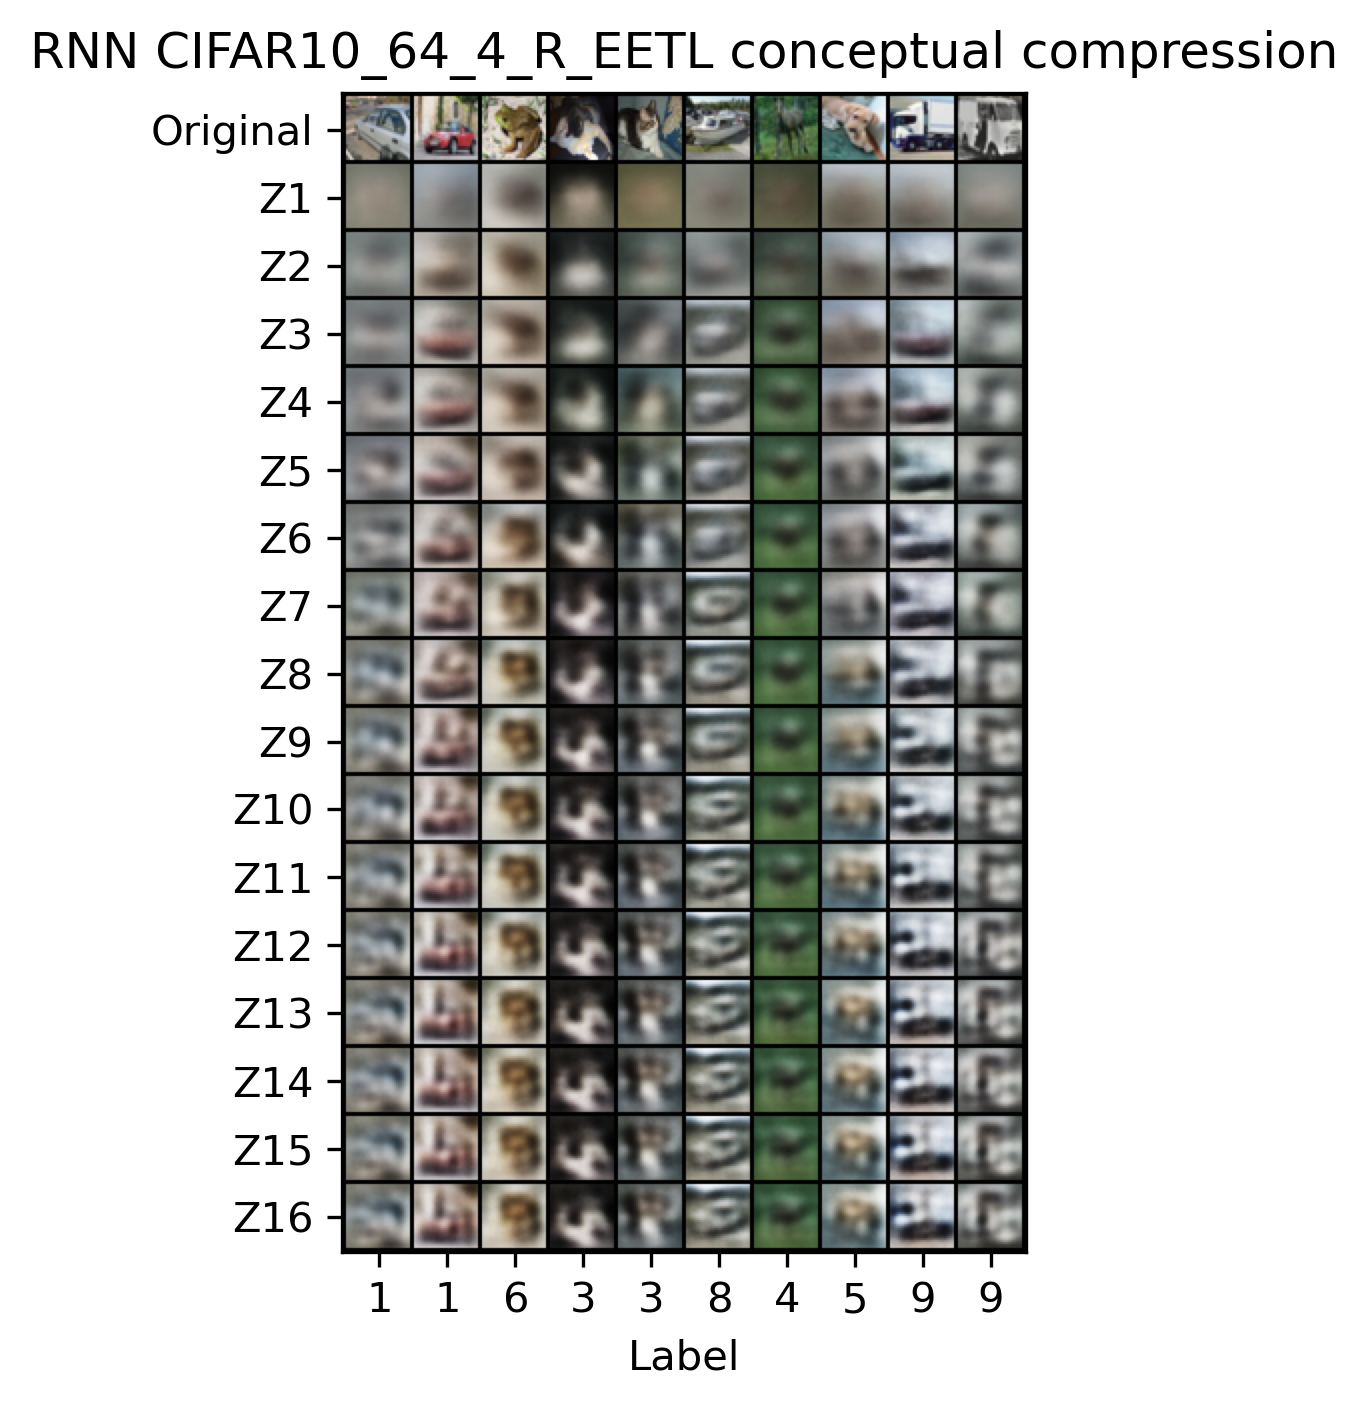 RNN CIFAR10_64_4_R_EETL conceptual compression
Original
Z1
Z2
Z3
Z4
Z5
Z6
Z7
Z8
Z9
Z10
Z11
Z12
Z13
Z14
Z15
Z16
1 1 6 3 3 8 4 5 9 9
Label